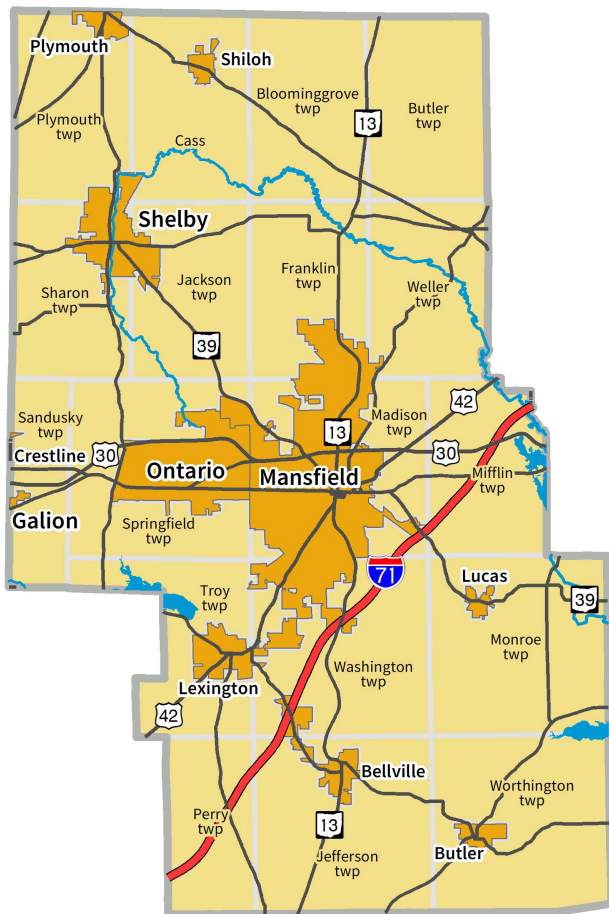 Plymouth
Shiloh
Bloominggrove
twp
Butler
twp
13
Plymouth
twp
Cass
Shelby
Franklin
twp
Jackson
twp
Weller
twp
Sharon
twp
39
42
Sandusky
twp
Madison
twp
13
Crestline
30
30
Ontario
Mansfield
Mifflin
twp
Galion
Springfield
twp
71
Lucas
Troy
twp
39
Monroe
twp
Washington
twp
Lexington
42
Bellville
Worthington
twp
Perry
twp
13
Butler
Jefferson
twp